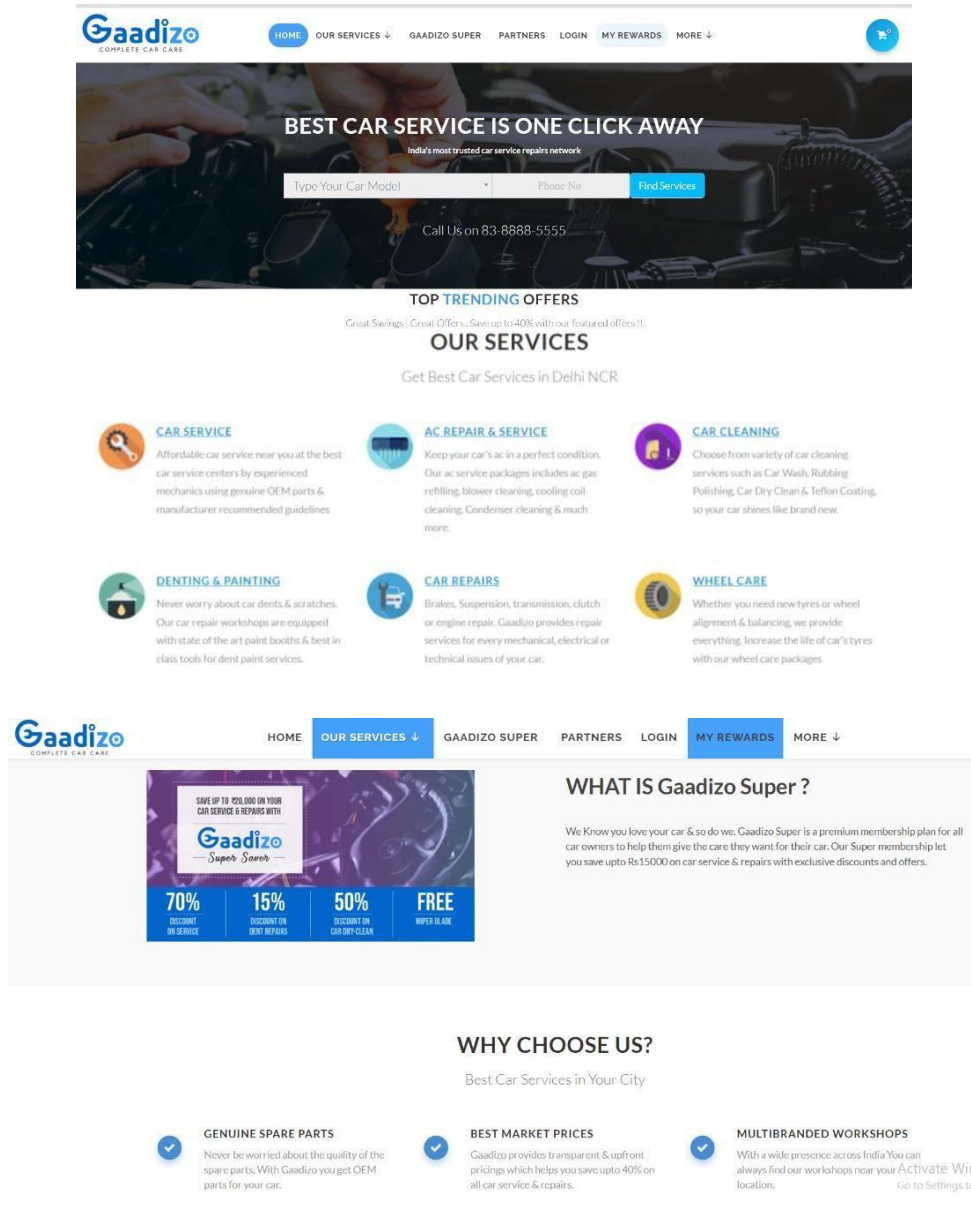 Gaadizo
COMPLETE CAR CARE
HOME OUR SERVICES ↓ GAADIZO SUPER PARTNERS LOGIN MY REWARDS MORE ↓
0
BEST CAR SERVICE IS ONE CLICK AWAY
India's most trusted car service repairs network
Type Your Car Model Phone No Find Services
Call Us on 83-8888-5555
TOP TRENDING OFFERS
Great Savings | Great Offers.. Save up to 40% with our featured offers !!
OUR SERVICES
Get Best Car Services in Delhi NCR
CAR SERVICE
Affordable car service near you at the best
car service centers by experienced
mechanics using genuine OEM parts &
manufacturer recommended guidelines
AC REPAIR & SERVICE
Keep your car's ac in a perfect condition.
Our ac service packages includes ac gas
refilling, blower cleaning, cooling coil
cleaning, Condenser cleaning & much
more.
CAR CLEANING
Choose from variety of car cleaning
services such as Car Wash, Rubbing
Polishing, Car Dry Clean & Teflon Coating,
so your car shines like brand new.
DENTING & PAINTING
Never worry about car dents & scratches.
Our car repair workshops are equipped
with state of the art paint booths & best in
class tools for dent paint services.
CAR REPAIRS
Brakes, Suspension, transmission, clutch
or engine repair. Gaadizo provides repair
services for every mechanical, electrical or
technical issues of your car.
WHEEL CARE
Whether you need new tyres or wheel
alignment & balancing, we provide
everything. Increase the life of car's tyres
with our wheel care packages
Gaadizo
COMPLETE CAR CARE
HOME OUR SERVICES ↓ GAADIZO SUPER PARTNERS LOGIN MY REWARDS MORE ↓
SAVE UP TO ₹20,000 ON YOUR
CAR SERVICE & REPAIRS WITH
Gaadizo
Super Saver
70%
DISCOUNT
ON SERVICE
15%
DISCOUNT ON
DENT REPAIRS
50%
DISCOUNT ON
CAR DRY-CLEAN
FREE
WIPER BLADE
WHAT IS Gaadizo Super ?
We Know you love your car & so do we. Gaadizo Super is a premium membership plan for all
car owners to help them give the care they want for their car. Our Super membership let
you save upto Rs15000 on car service & repairs with exclusive discounts and offers.
WHY CHOOSE US?
Best Car Services in Your City
GENUINE SPARE PARTS
Never be worried about the quality of the
spare parts, With Gaadizo you get OEM
parts for your car.
BEST MARKET PRICES
Gaadizo provides transparent & upfront
pricings which helps you save upto 40% on
all car service & repairs.
MULTIBRANDED WORKSHOPS
With a wide presence across India You can
always find our workshops near your
location.
Activate Wi
Go to Settings t